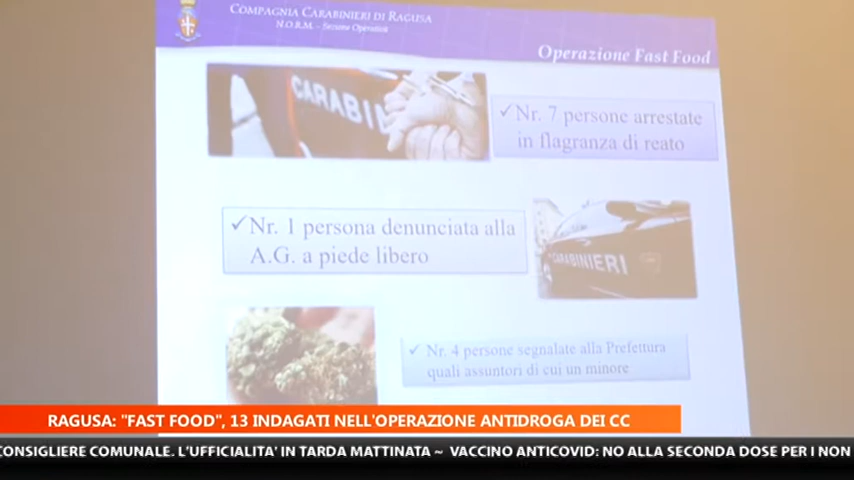 COMPAGNIA CARABINIERI DI RAGUSA
N.O.R.M. – Sezione Operativa
Operazione Fast Food
CARABI
✓Nr. 7 persone arrestate
in flagranza di reato
✓Nr. 1 persona denunciata alla
A.G. a piede libero
CARABINIERI
✓ Nr. 4 persone segnalate alla Prefettura
quali assuntori di cui un minore
RAGUSA: "FAST FOOD", 13 INDAGATI NELL'OPERAZIONE ANTIDROGA DEI CC
CONSIGLIERE COMUNALE. L'UFFICIALITA' IN TARDA MATTINATA ~ VACCINO ANTICOVID: NO ALLA SECONDA DOSE PER I NON